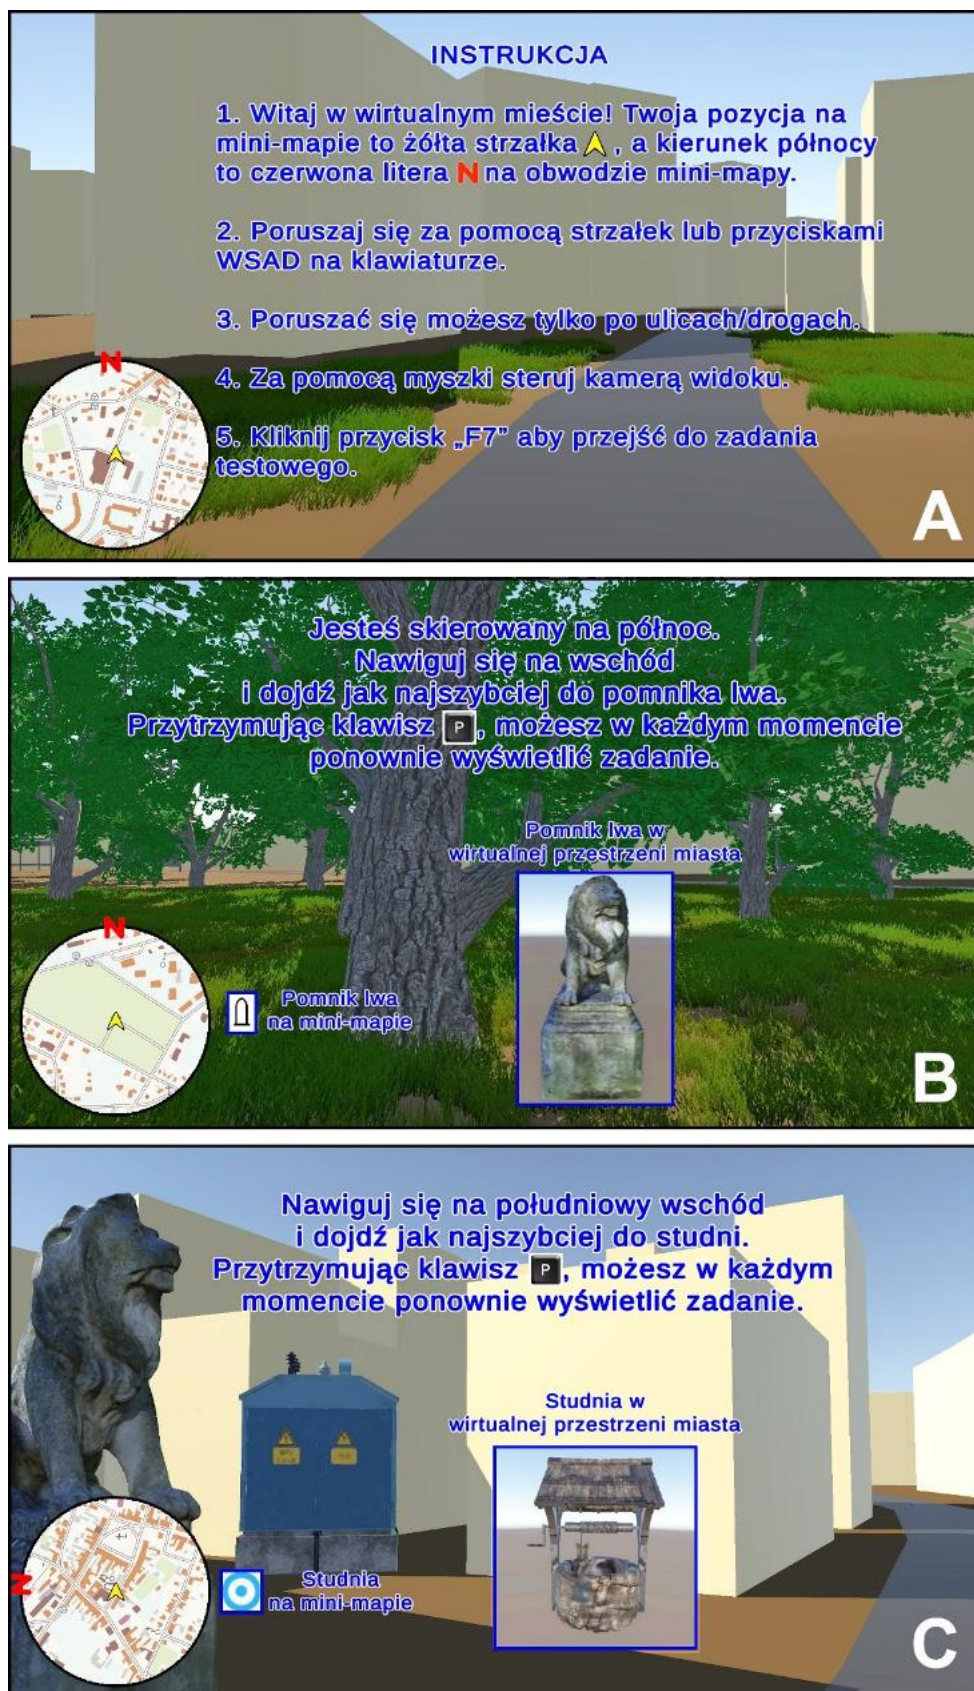 INSTRUKCJA
1. Witaj w wirtualnym mieście! Twoja pozycja na
mini-mapie to żółta strzałka , a kierunek północy
to czerwona litera N na obwodzie mini-mapy.
2. Poruszaj się za pomocą strzałek lub przyciskami
WSAD na klawiaturze.
3. Poruszać się możesz tylko po ulicach/drogach.
N
4. Za pomocą myszki steruj kamerą widoku.
5. Kliknij przycisk „F7” aby przejść do zadania
testowego.
A
Jesteś skierowany na północ.
Nawiguj się na wschód
i dojdź jak najszybciej do pomnika lwa.
Przytrzymując klawisz P, możesz w każdym momencie
ponownie wyświetlić zadanie.
Pomnik lwa w
wirtualnej przestrzeni miasta
N
Pomnik lwa
na mini-mapie
B
Nawiguj się na południowy wschód
i dojdź jak najszybciej do studni.
Przytrzymując klawisz P, możesz w każdym
momencie ponownie wyświetlić zadanie.
Studnia w
wirtualnej przestrzeni miasta
N
Studnia
na mini-mapie
C